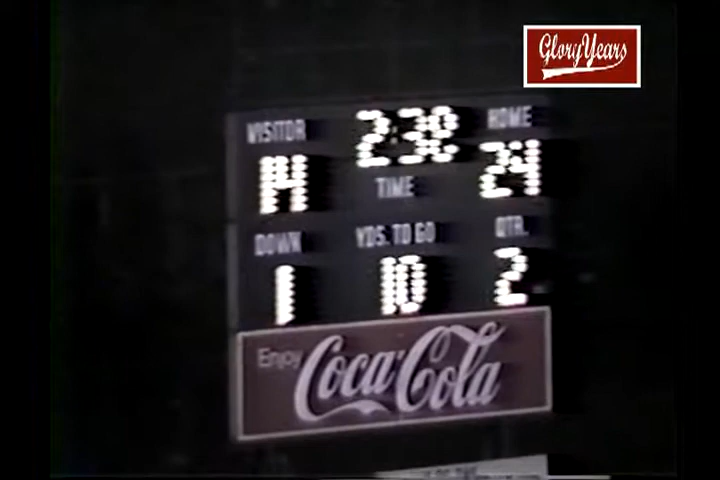 Glory Years
VISITOR 2:38 HOME
14 TIME 24
DOWN YDS. TO GO QTR.
1 10 2
Enjoy
Coca-Cola